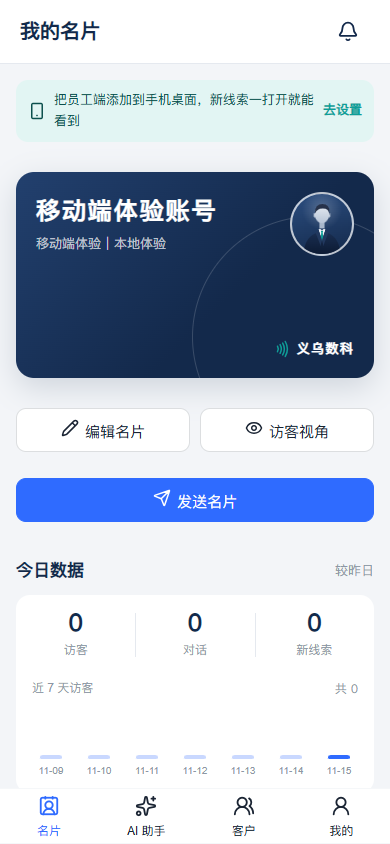 我的名片
把员工端添加到手机桌面，新线索一打开就能
看到
去设置
移动端体验账号
移动端体验 | 本地体验
义乌数科
编辑名片
访客视角
发送名片
今日数据
较昨日
0
0
0
访客
对话
新线索
近 7 天访客
共 0
11-09
11-10
11-11
11-12
11-13
11-14
11-15
名片
AI 助手
客户
我的